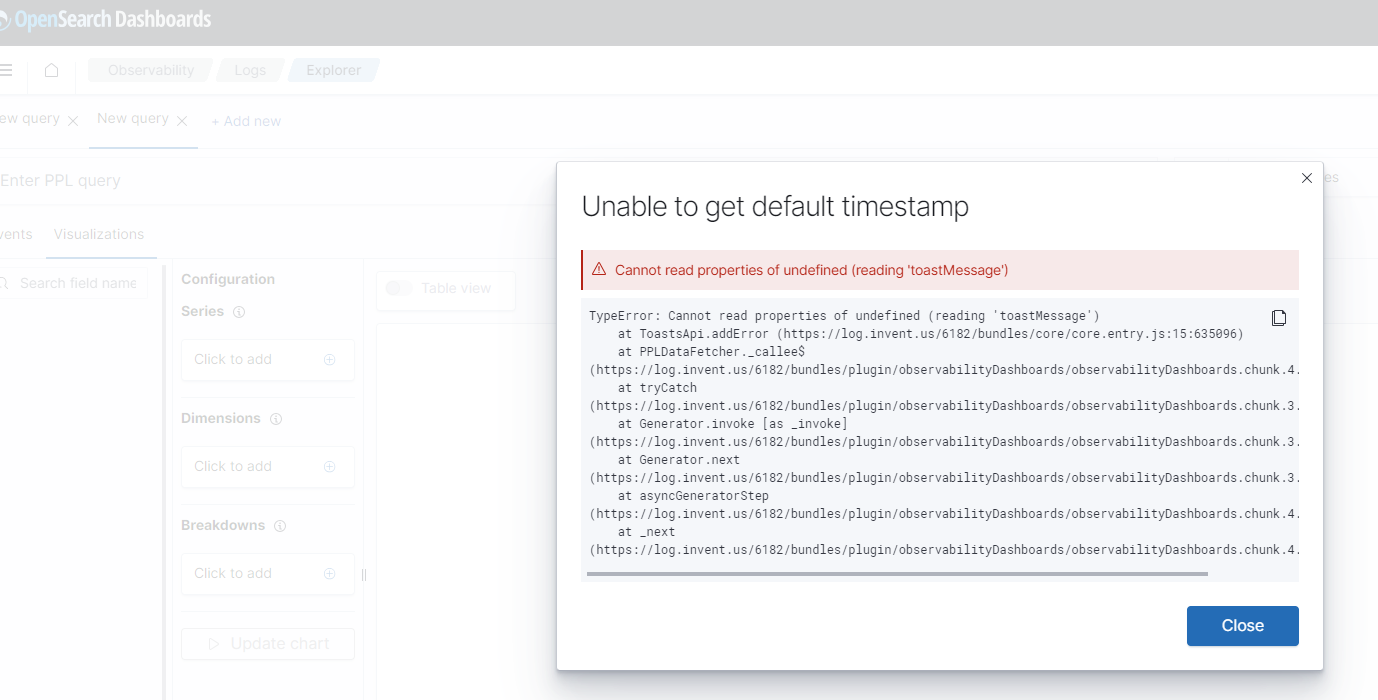 OpenSearch Dashboards
Observability
Logs
Explorer
ew query
New query
+ Add new
Enter PPL query
es
vents
Visualizations
Search field name
Configuration
Series
Click to add
Dimensions
Click to add
Breakdowns
Click to add
Update chart
Table view
Unable to get default timestamp
Cannot read properties of undefined (reading 'toastMessage')
TypeError: Cannot read properties of undefined (reading 'toastMessage')
at ToastsApi.addError (https://log.invent.us/6182/bundles/core/core.entry.js:15:635096)
at PPLDataFetcher._callee$
(https://log.invent.us/6182/bundles/plugin/observabilityDashboards/observabilityDashboards.chunk.4.
at tryCatch
(https://log.invent.us/6182/bundles/plugin/observabilityDashboards/observabilityDashboards.chunk.3.
at Generator.invoke [as _invoke]
(https://log.invent.us/6182/bundles/plugin/observabilityDashboards/observabilityDashboards.chunk.3.
at Generator.next
(https://log.invent.us/6182/bundles/plugin/observabilityDashboards/observabilityDashboards.chunk.3.
at asyncGeneratorStep
(https://log.invent.us/6182/bundles/plugin/observabilityDashboards/observabilityDashboards.chunk.4.
at _next
(https://log.invent.us/6182/bundles/plugin/observabilityDashboards/observabilityDashboards.chunk.4.
Close